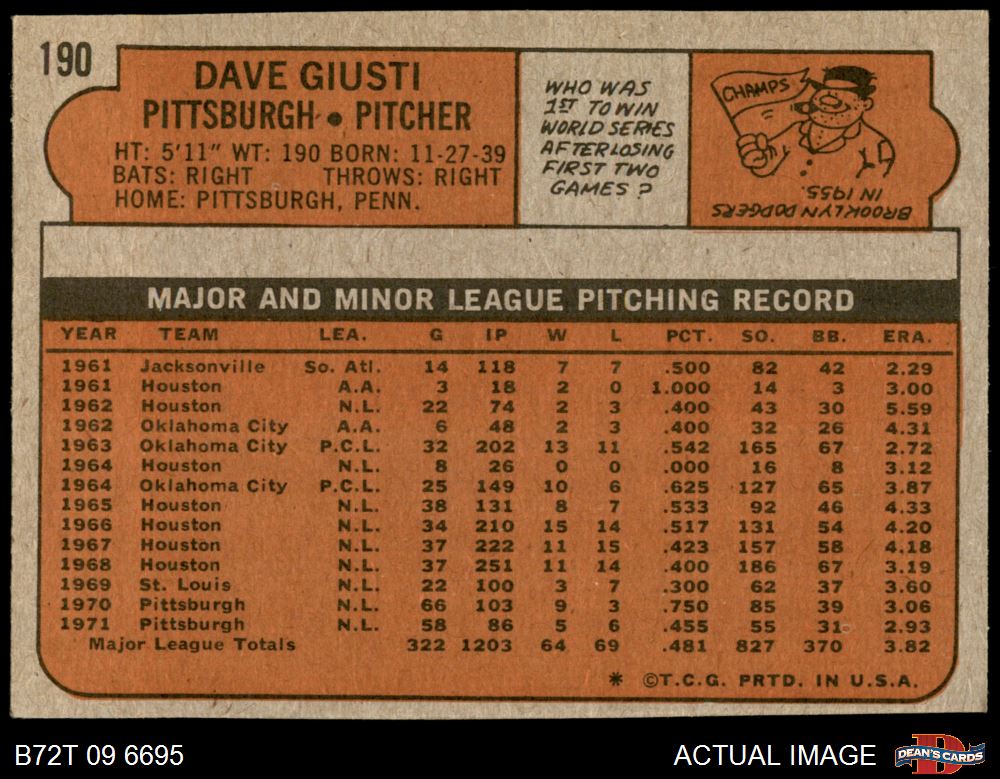 190
DAVE GIUSTI
PITTSBURGH • PITCHER
HT: 5'11" WT: 190 BORN: 11-27-39
BATS: RIGHT THROWS: RIGHT
HOME: PITTSBURGH, PENN.
WHO WAS
1ST TO WIN
WORLD SERIES
AFTER LOSING
FIRST TWO
GAMES?
CHAMPS
BROOKLYN DODGERS
IN 1955.
MAJOR AND MINOR LEAGUE PITCHING RECORD
YEAR TEAM LEA. G IP W L PCT. SO. BB. ERA.
1961 Jacksonville So. Atl. 14 118 7 7 .500 82 42 2.29
1961 Houston A.A. 3 18 2 0 1.000 14 3 3.00
1962 Houston N.L. 22 74 2 3 .400 43 30 5.59
1962 Oklahoma City A.A. 6 48 2 3 .400 32 26 4.31
1963 Oklahoma City P.C.L. 32 202 13 11 .542 165 67 2.72
1964 Houston N.L. 8 26 0 0 .000 16 8 3.12
1964 Oklahoma City P.C.L. 25 149 10 6 .625 127 65 3.87
1965 Houston N.L. 38 131 8 7 .533 92 46 4.33
1966 Houston N.L. 34 210 15 14 .517 131 54 4.20
1967 Houston N.L. 37 222 11 15 .423 157 58 4.18
1968 Houston N.L. 37 251 11 14 .400 186 67 3.19
1969 St. Louis N.L. 22 100 3 7 .300 62 37 3.60
1970 Pittsburgh N.L. 66 103 9 3 .750 85 39 3.06
1971 Pittsburgh N.L. 58 86 5 6 .455 55 31 2.93
Major League Totals 322 1203 64 69 .481 827 370 3.82
* ©T.C.G. PRTD. IN U.S.A.
B72T 09 6695
ACTUAL IMAGE
D
DEAN'S CARDS